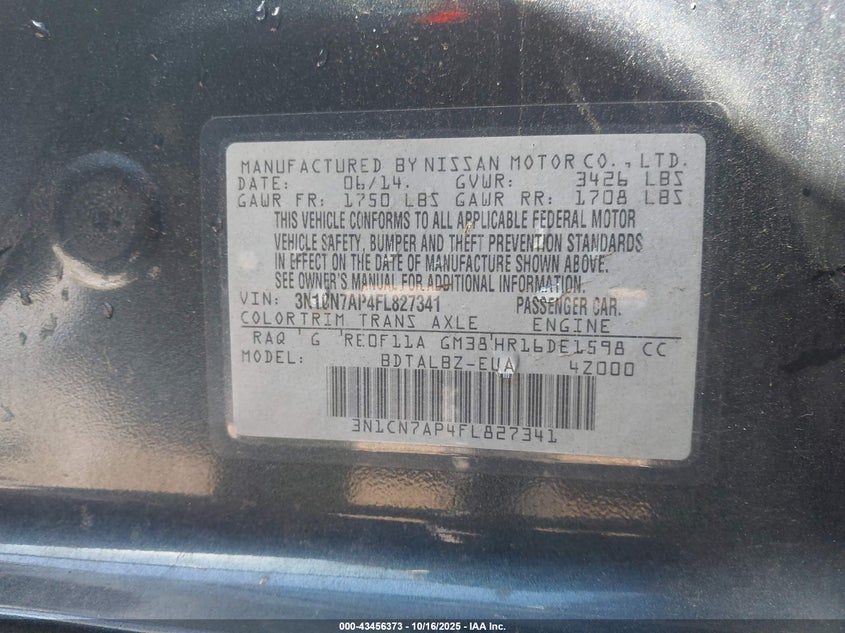 MANUFACTURED BY NISSAN MOTOR CO., LTD.
DATE: 06/14. GVWR: 3426 LBS
GAWR FR: 1750 LBS GAWR RR: 1708 LBS
THIS VEHICLE CONFORMS TO ALL APPLICABLE FEDERAL MOTOR
VEHICLE SAFETY, BUMPER AND THEFT PREVENTION STANDARDS
IN EFFECT ON THE DATE OF MANUFACTURE SHOWN ABOVE.
SEE OWNER'S MANUAL FOR ADDITIONAL INFORMATION.
VIN: 3N1CN7AP4FL827341 PASSENGER CAR.
COLOR TRIM TRANS AXLE ENGINE
RAQ G RE0F11A GM38 HR16DE1598 CC
MODEL: BDTALBZ-EUA 4Z000
3N1CN7AP4FL827341
000-43456373 - 10/16/2025 - IAA Inc.